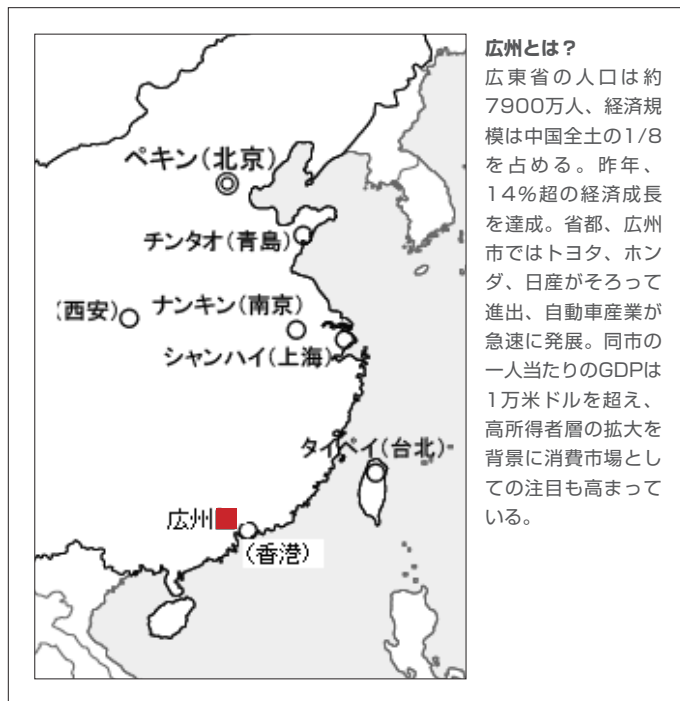 ペキン(北京)
チンタオ(青島)
(西安)
ナンキン(南京)
シャンハイ(上海)
タイペイ(台北)
広州
(香港)
広州とは？
広東省の人口は約
7900万人、経済規
模は中国全土の1/8
を占める。昨年、
14％超の経済成長
を達成。省都、広州
市ではトヨタ、ホン
ダ、日産がそろって
進出、自動車産業が
急速に発展。同市の
一人当たりのGDPは
1万米ドルを超え、
高所得者層の拡大を
背景に消費市場とし
ての注目も高まって
いる。